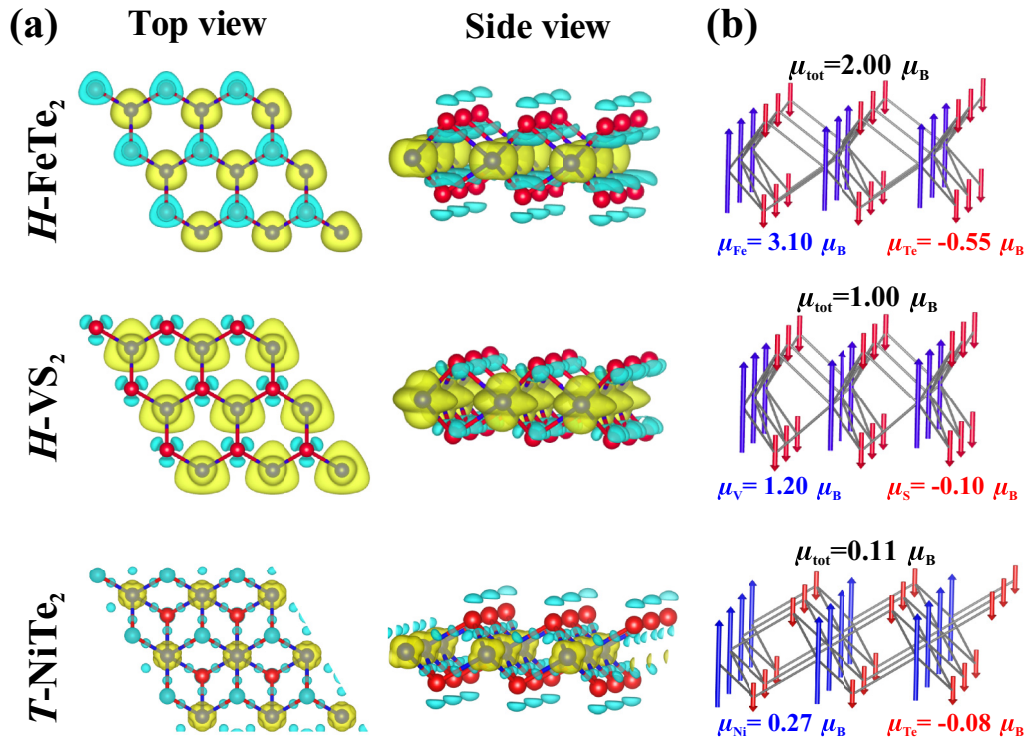 (a) Top view Side view (b)
H-FeTe₂
μtot=2.00 μB
μFe= 3.10 μB μTe= -0.55 μB
H-VS₂
μtot=1.00 μB
μV= 1.20 μB μS= -0.10 μB
T-NiTe₂
μtot=0.11 μB
μNi= 0.27 μB μTe= -0.08 μB